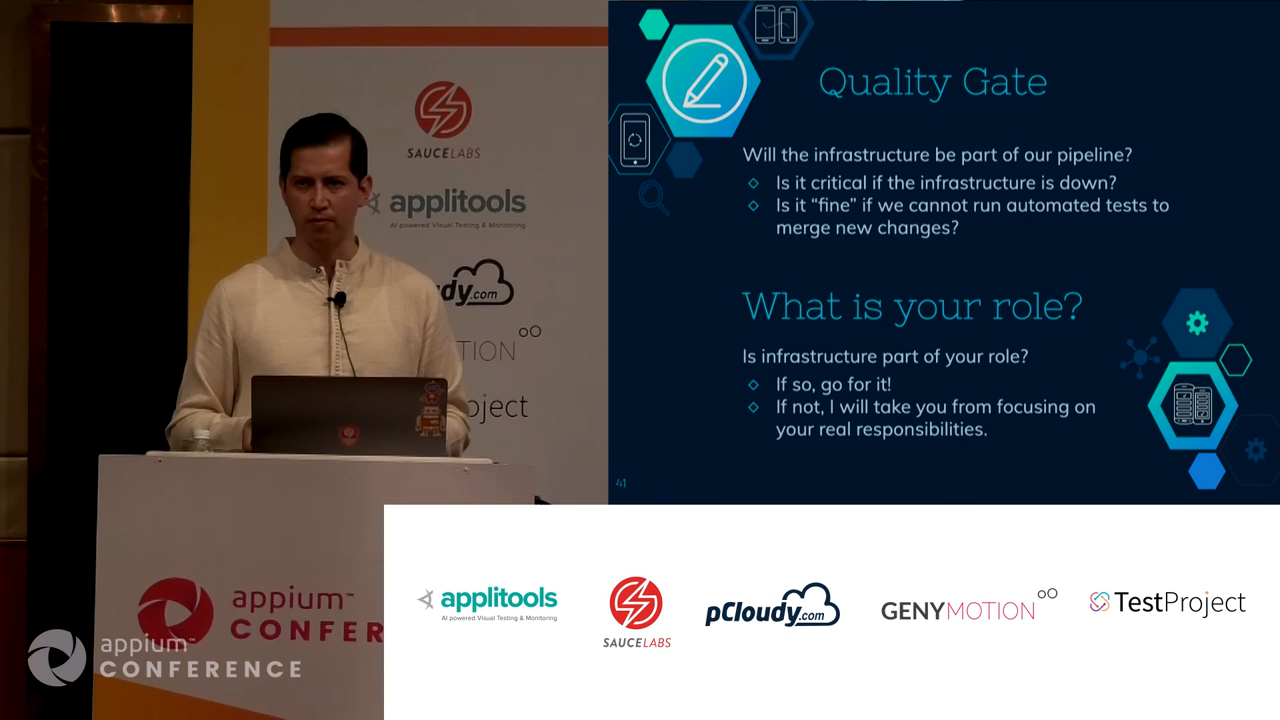 SAUCELABS
applitools
AI powered Visual Testing & Monitoring
dy.com
TION
oject
appium™
CONFER
appium™
CONFERENCE
Quality Gate
Will the infrastructure be part of our pipeline?
Is it critical if the infrastructure is down?
Is it “fine” if we cannot run automated tests to
merge new changes?
What is your role?
Is infrastructure part of your role?
If so, go for it!
If not, I will take you from focusing on
your real responsibilities.
41
applitools
AI powered Visual Testing & Monitoring
SAUCELABS
pCloudy.com
GENYMOTION
TestProject